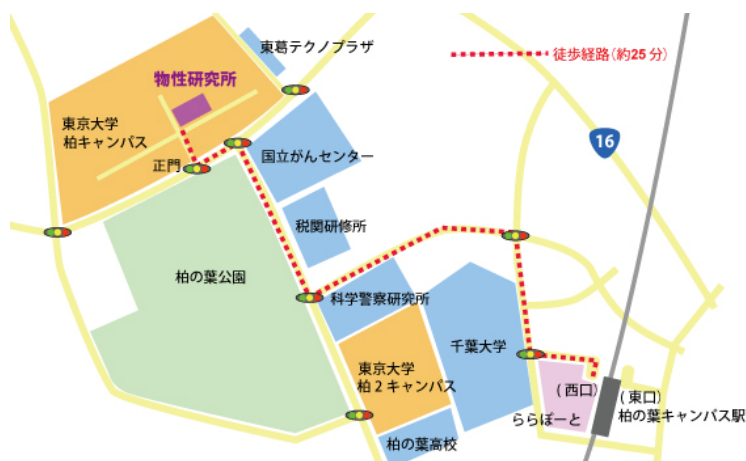 東葛テクノプラザ
徒歩経路(約25分)
物性研究所
東京大学
柏キャンパス
16
国立がんセンター
正門
税関研修所
柏の葉公園
科学警察研究所
千葉大学
東京大学
柏2キャンパス
(西口)
(東口)
ららぽーと
柏の葉キャンパス駅
柏の葉高校